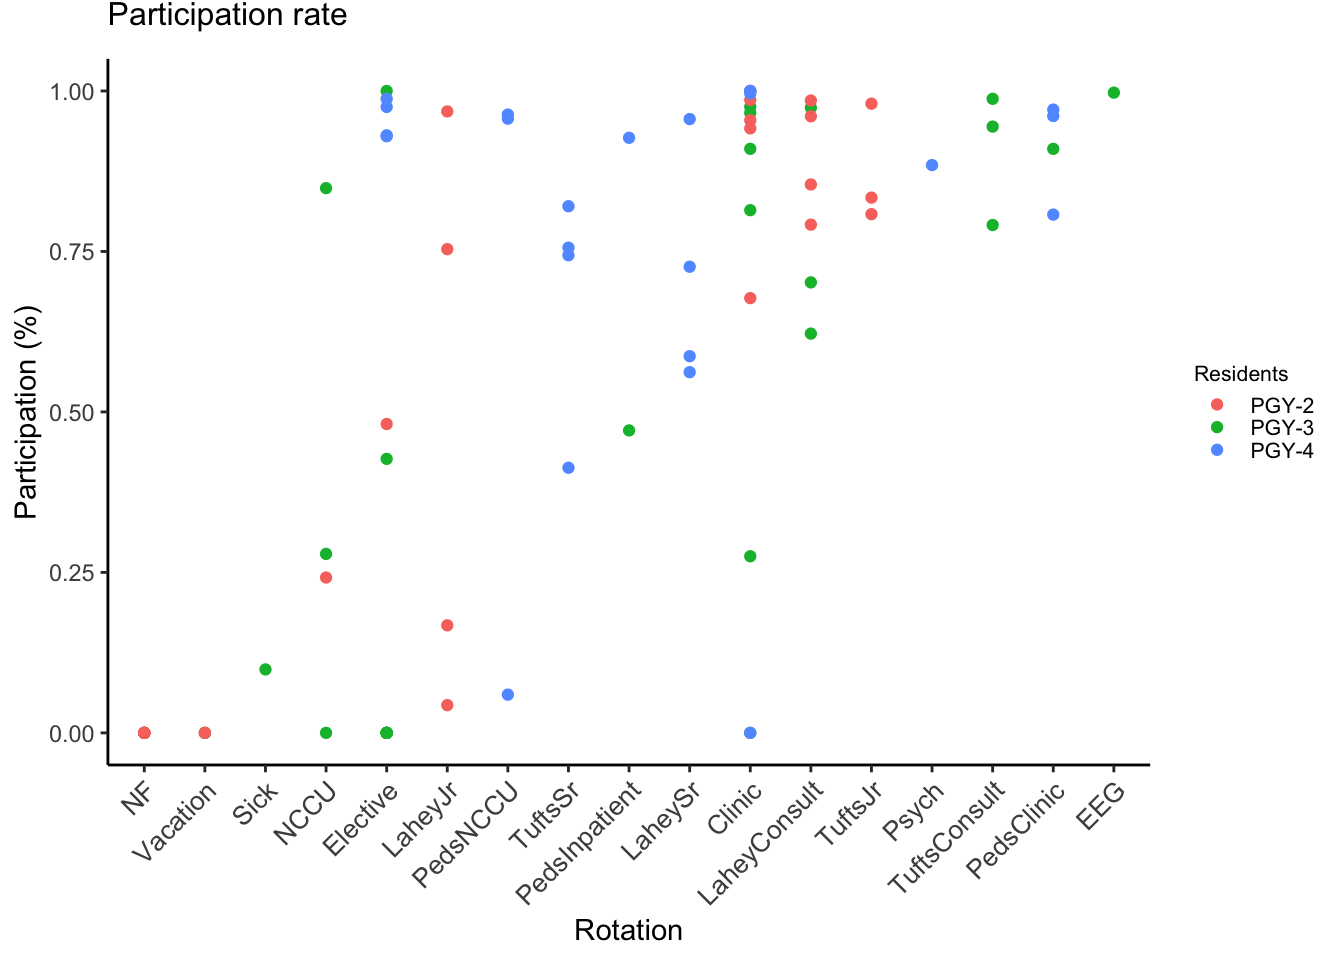 Participation rate
1.00
0.75
0.50
0.25
0.00
Participation (%)
NF
Vacation
Sick
NCCU
Elective
LaheyJr
PedsNCCU
TuftsSr
PedsInpatient
LaheySr
Clinic
LaheyConsult
TuftsJr
Psych
TuftsConsult
PedsClinic
EEG
Rotation
Residents
PGY-2
PGY-3
PGY-4